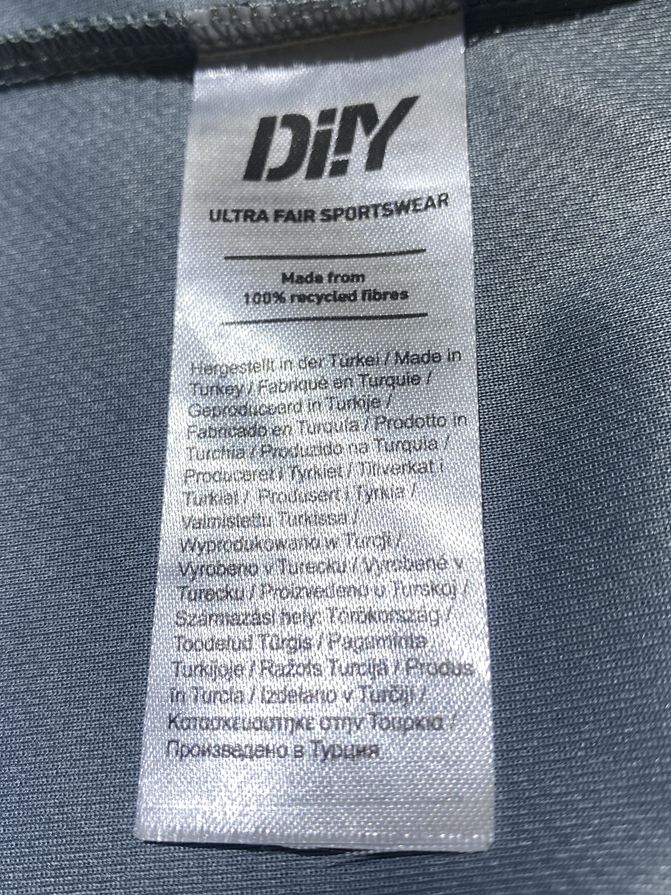 DiY
ULTRA FAIR SPORTSWEAR
Made from
100% recycled fibres
Hergestellt in der Türkei / Made in
Turkey / Fabriqué en Turquie /
Geproduceerd in Turkije /
Fabricado en Turquía / Prodotto in
Turchia / Produzido na Turquia /
Produceret i Tyrkiet / Tillverkat i
Turkiet / Produsert i Tyrkia /
Valmistettu Turkissa /
Wyprodukowano w Turcji /
Vyrobeno v Turecku / Vyrobené v
Turecku / Proizvedeno u Turskoj /
Származási hely: Törökország /
Toodetud Türgis / Pagaminta
Turkijoje / Ražots Turcijā / Produs
în Turcia / Izdelano v Turčiji /
Κατασκευάστηκε στην Τουρκία /
Произведено в Турция